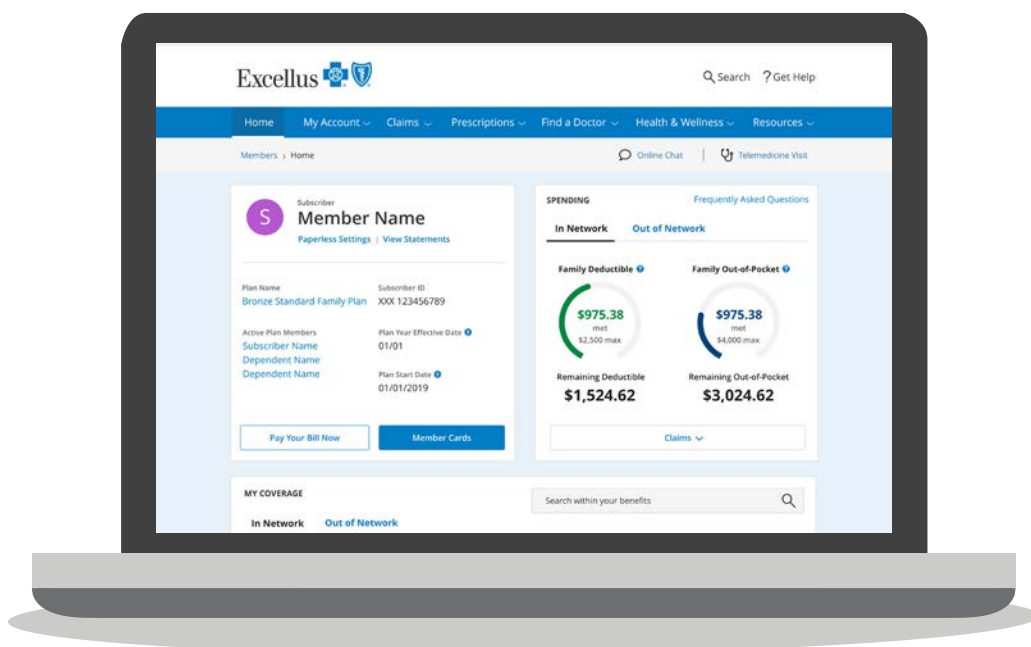 Excellus
Search ? Get Help
Home My Account Claims Prescriptions Find a Doctor Health & Wellness Resources
Members > Home
Online Chat | Telemedicine Visit
S
Subscriber
Member Name
Paperless Settings | View Statements
Plan Name
Bronze Standard Family Plan
Subscriber ID
XXX 123456789
Active Plan Members
Subscriber Name
Dependent Name
Dependent Name
Plan Year Effective Date ?
01/01
Plan Start Date ?
01/01/2019
Pay Your Bill Now
Member Cards
SPENDING
Frequently Asked Questions
In Network Out of Network
Family Deductible ?
$975.38
met
$2,500 max
Remaining Deductible
$1,524.62
Family Out-of-Pocket ?
$975.38
met
$4,000 max
Remaining Out-of-Pocket
$3,024.62
Claims
MY COVERAGE
In Network Out of Network
Search within your benefits